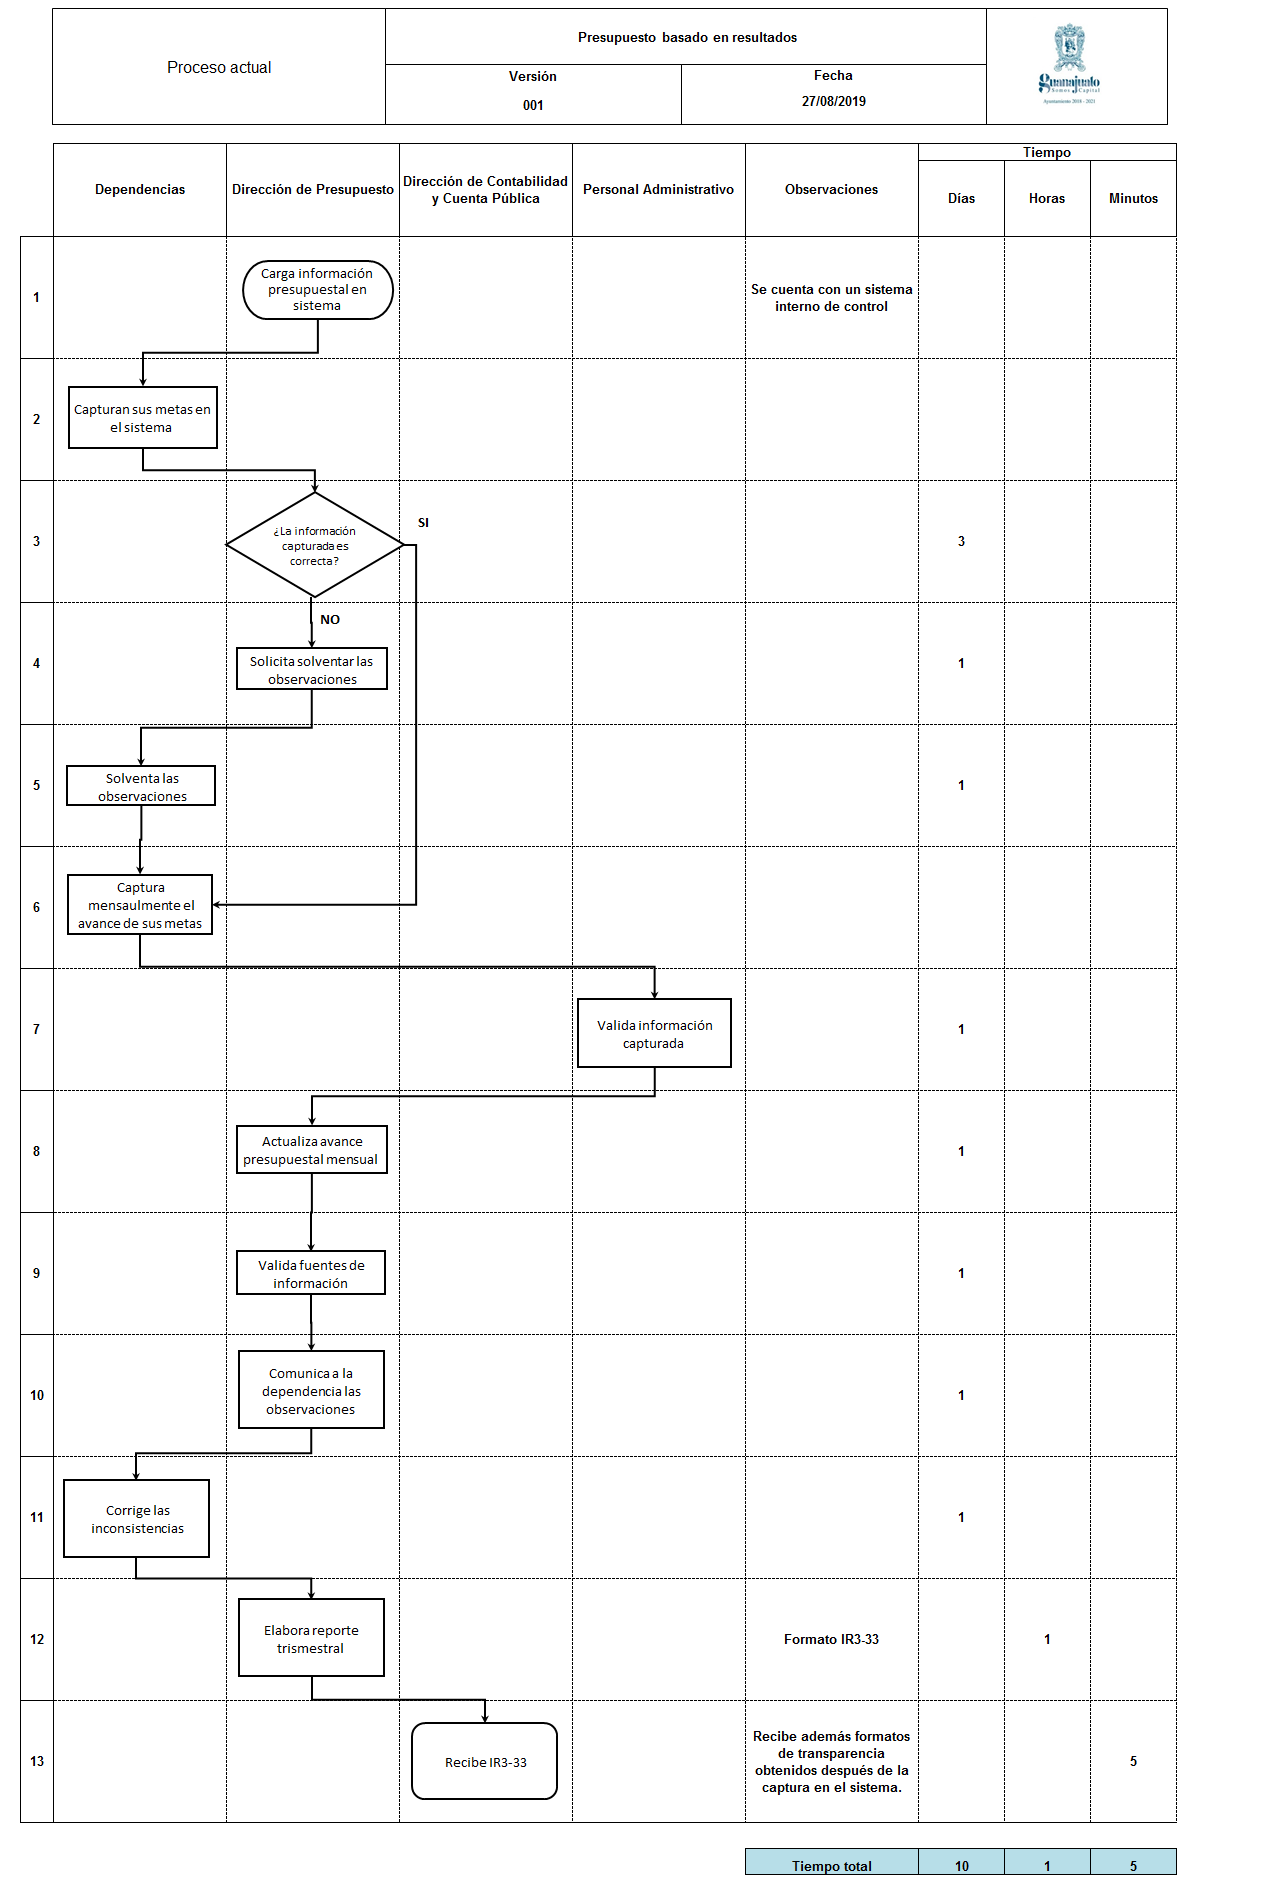 Proceso actual
Presupuesto basado en resultados
Versión
001
Fecha
27/08/2019
Guanajuato
Somos Capital
Ayuntamiento 2018 - 2021
Dependencias
Dirección de Presupuesto
Dirección de Contabilidad
y Cuenta Pública
Personal Administrativo
Observaciones
Tiempo
Días
Horas
Minutos
1
Carga información
presupuestal en
sistema
Se cuenta con un sistema
interno de control
2
Capturan sus metas en
el sistema
3
¿La información
capturada es
correcta?
SI
3
NO
4
Solicita solventar las
observaciones
1
5
Solventa las
observaciones
1
6
Captura
mensaulmente el
avance de sus metas
7
Valida información
capturada
1
8
Actualiza avance
presupuestal mensual
1
9
Valida fuentes de
información
1
10
Comunica a la
dependencia las
observaciones
1
11
Corrige las
inconsistencias
1
12
Elabora reporte
trismestral
Formato IR3-33
1
13
Recibe IR3-33
Recibe además formatos
de transparencia
obtenidos después de la
captura en el sistema.
5
Tiempo total
10
1
5